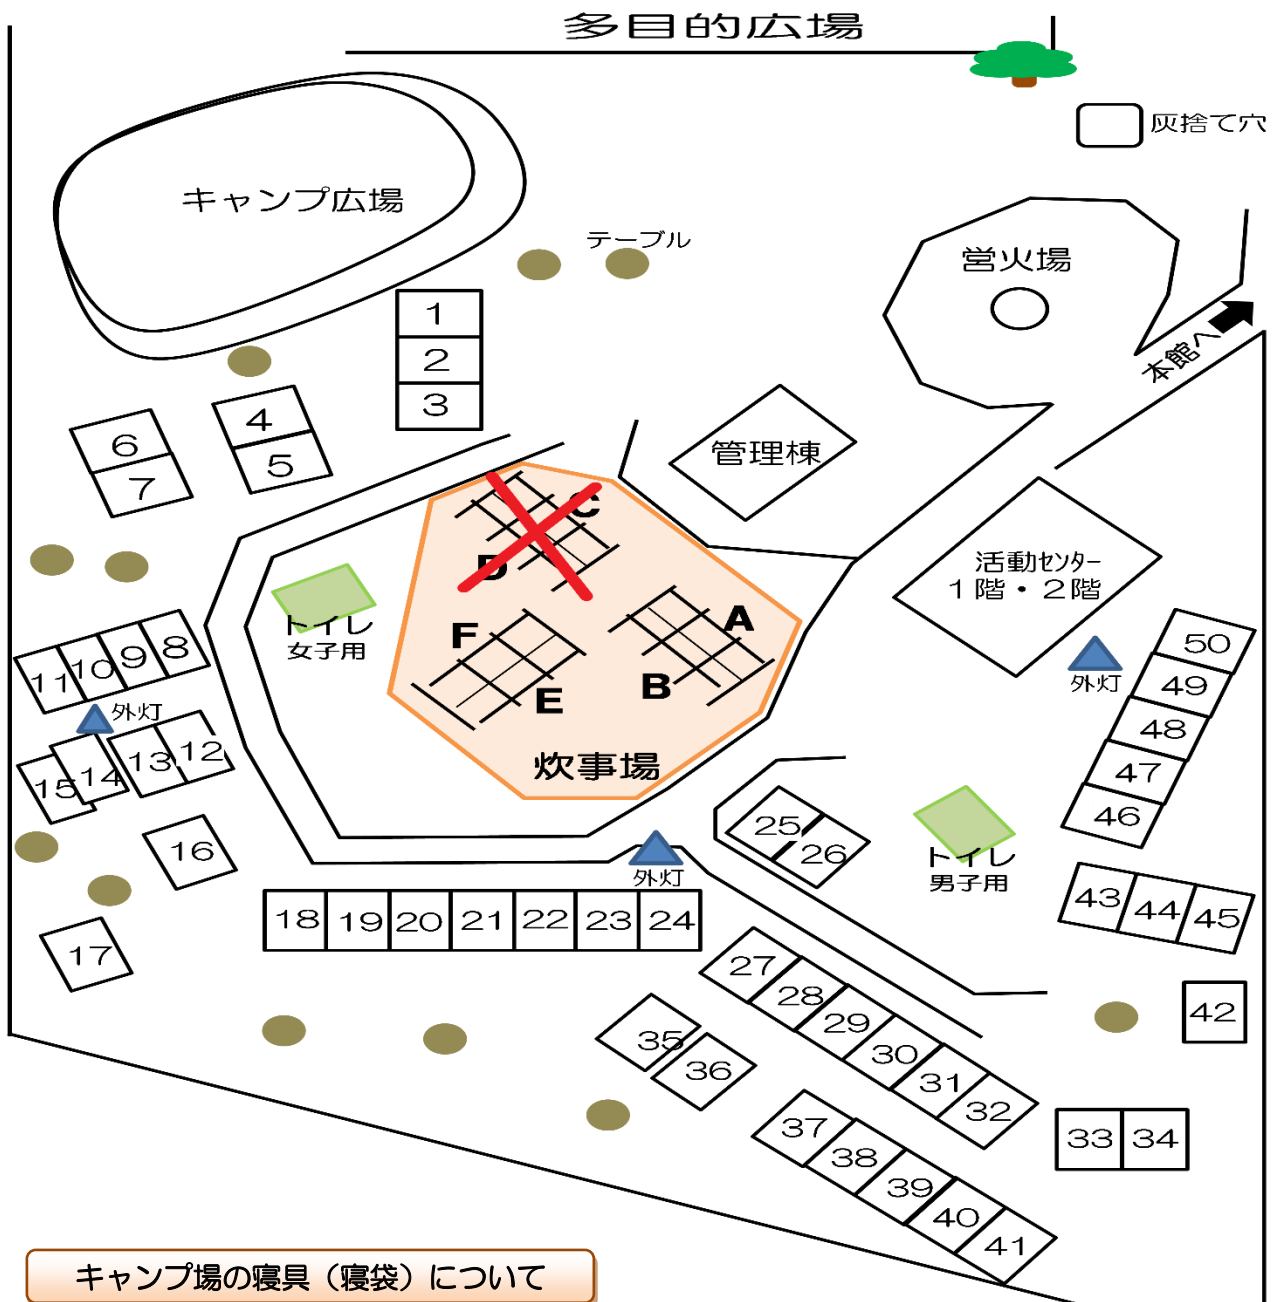 多目的広場
灰捨て穴
キャンプ広場
テーブル
営火場
本館へ
1
2
3
4
5
6
7
管理棟
C
D
A
B
F
E
炊事場
活動センター
1階・2階
トイレ
女子用
11
10
9
8
外灯
15
14
13
12
16
17
50
49
48
47
46
外灯
25
26
トイレ
男子用
外灯
18
19
20
21
22
23
24
43
44
45
42
27
28
29
30
31
32
35
36
33
34
37
38
39
40
41
キャンプ場の寝具（寝袋）について